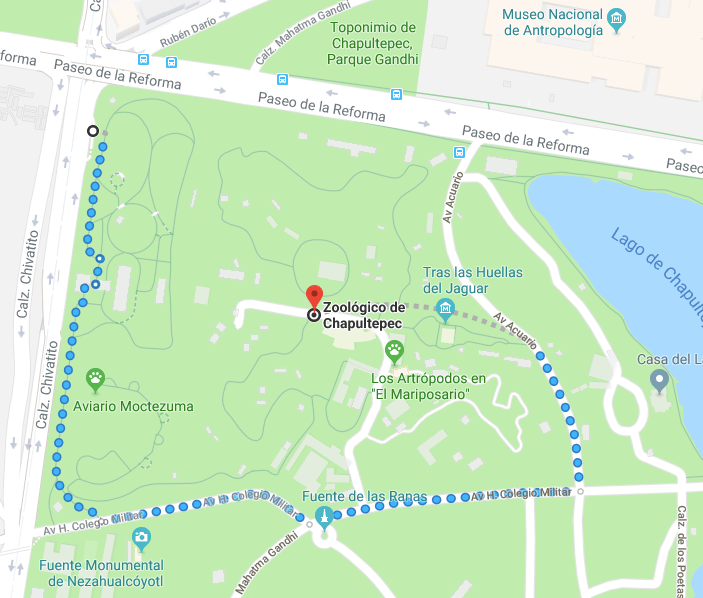 Ca
Rubén Darío
Calz. Mahatma Gandhi
Toponimio de
Chapultepec,
Parque Gandhi
Museo Nacional
de Antropología
forma
Paseo de la Reforma
Paseo de la Reforma
Paseo de la Reforma
Paseo
Av Acuario
Calz. Chivatito
Lago de Chapultep
Tras las Huellas
del Jaguar
Zoológico de
Chapultepec
Av Acuario
Casa del La
Calz. Chivatito
Los Artrópodos en
"El Mariposario"
Aviario Moctezuma
Av H. Colegio Militar
Av H. Colegio Militar
Fuente de las Ranas
Av H. Colegio Militar
Calz. de los Poetas
Mahatma Gandhi
Fuente Monumental
de Nezahualcóyotl